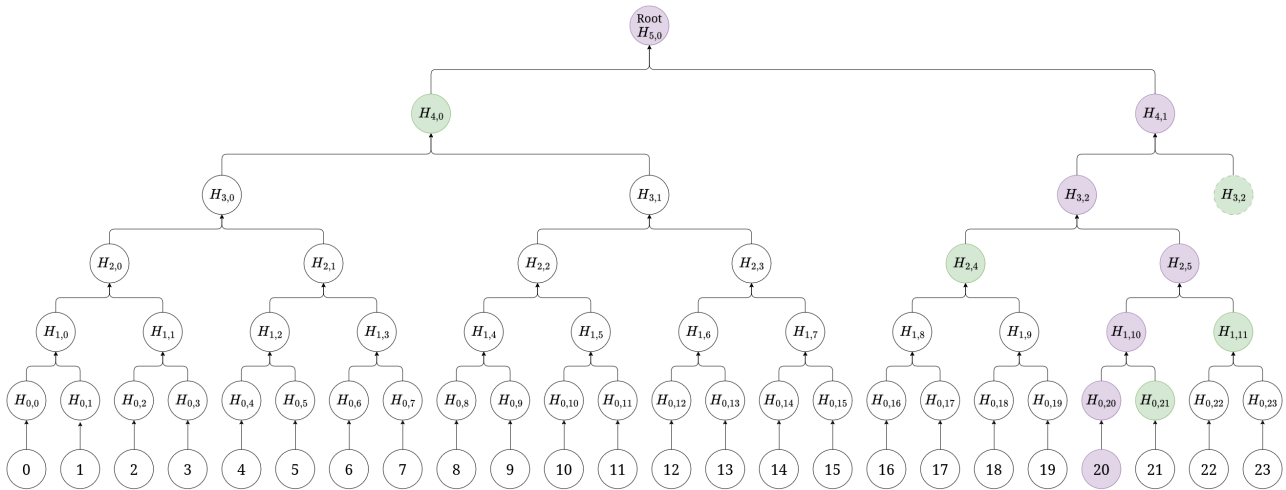 Root
H5,0
H4,0
H4,1
H3,0
H3,1
H3,2
H3,2
H2,0
H2,1
H2,2
H2,3
H2,4
H2,5
H1,0
H1,1
H1,2
H1,3
H1,4
H1,5
H1,6
H1,7
H1,8
H1,9
H1,10
H1,11
H0,0
H0,1
H0,2
H0,3
H0,4
H0,5
H0,6
H0,7
H0,8
H0,9
H0,10
H0,11
H0,12
H0,13
H0,14
H0,15
H0,16
H0,17
H0,18
H0,19
H0,20
H0,21
H0,22
H0,23
0
1
2
3
4
5
6
7
8
9
10
11
12
13
14
15
16
17
18
19
20
21
22
23